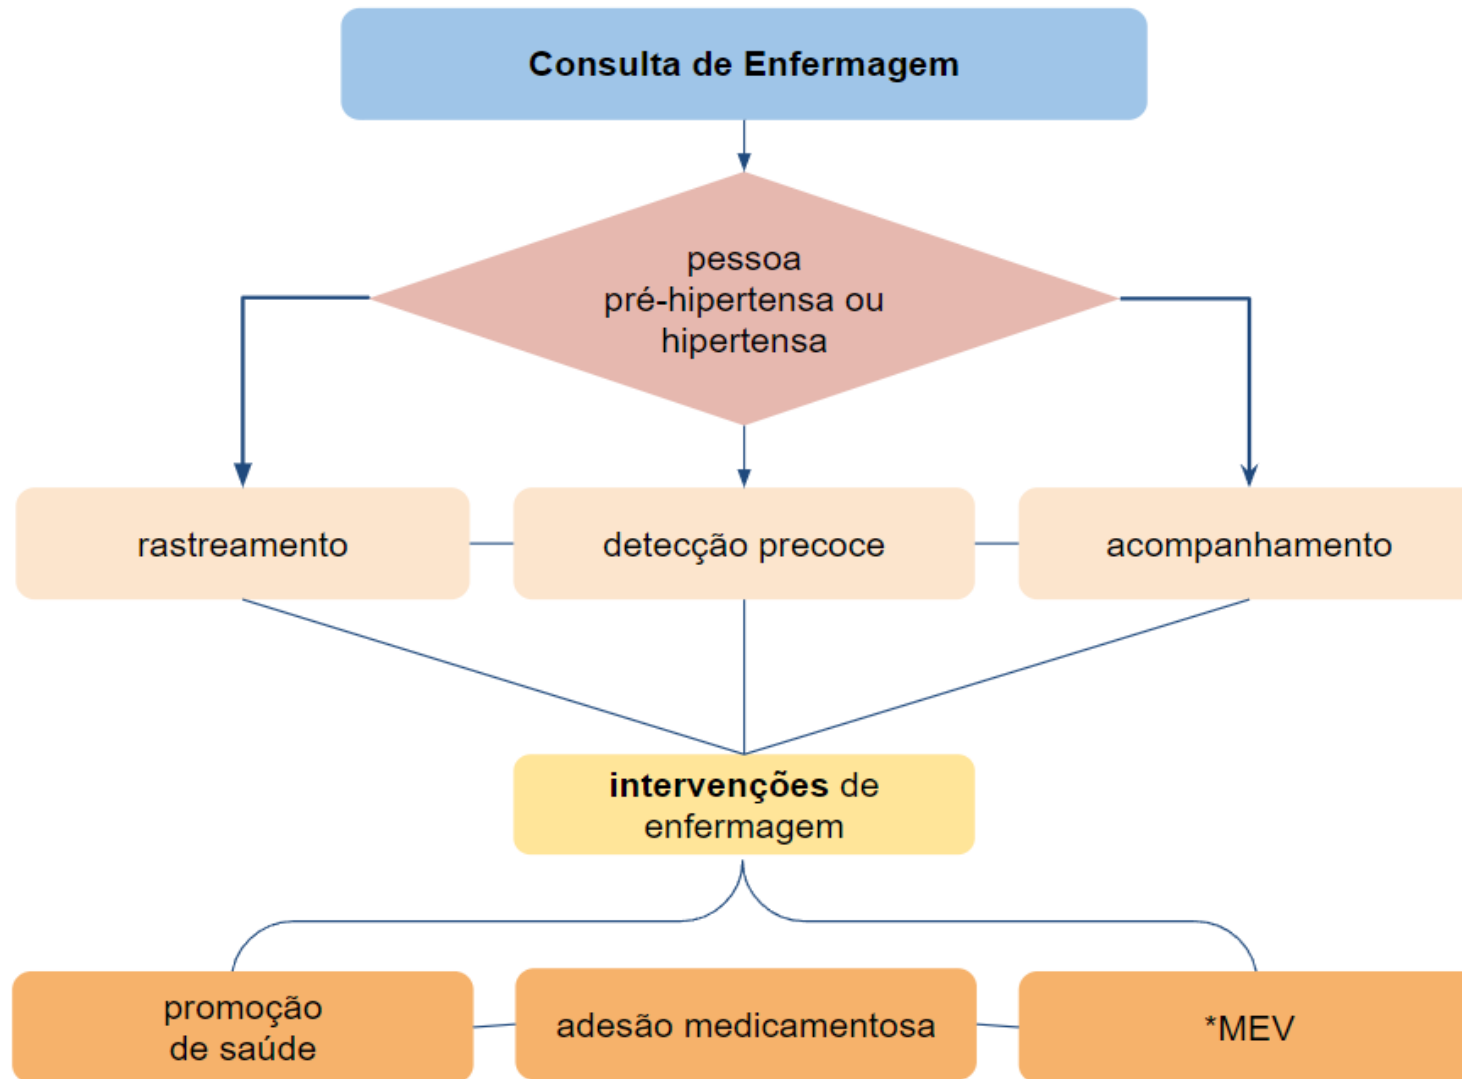 Consulta de Enfermagem
pessoa
pré-hipertensa ou
hipertensa
rastreamento
detecção precoce
acompanhamento
intervenções de
enfermagem
promoção
de saúde
adesão medicamentosa
*MEV